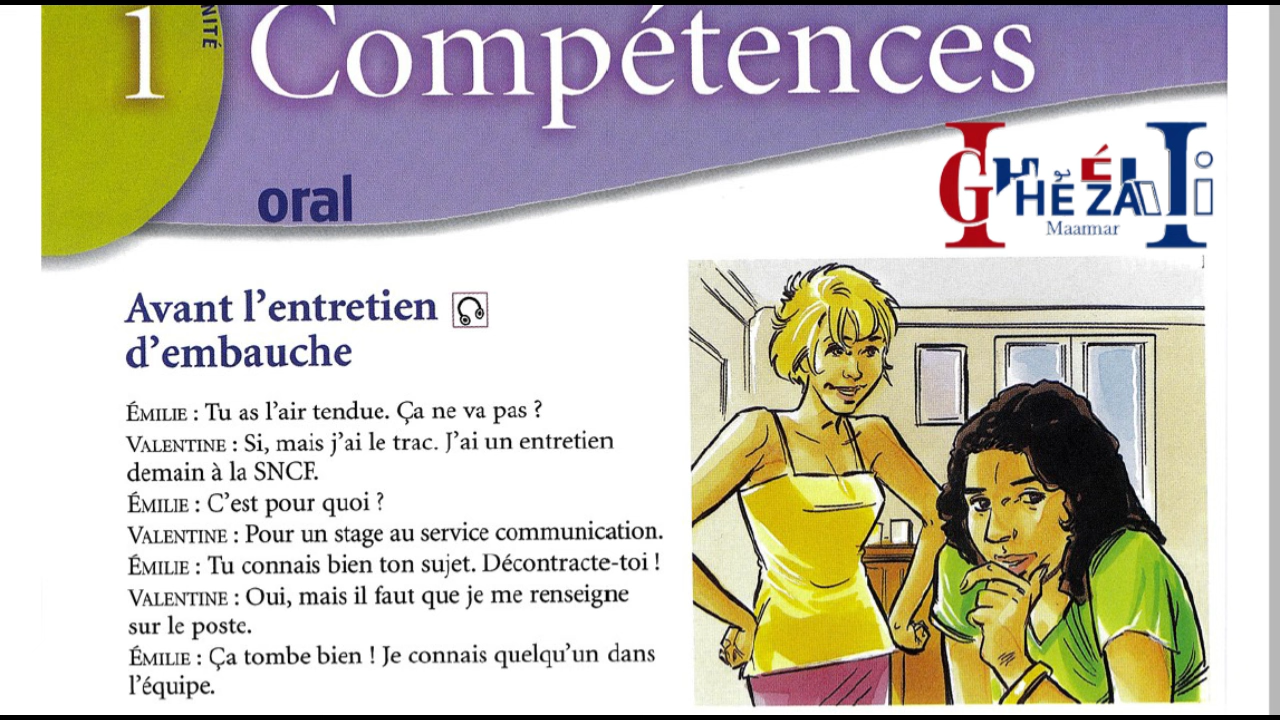 1
NITÉ
Compétences
oral
GHÉZALI
Maamar
Avant l'entretien
d'embauche
ÉMILIE : Tu as l'air tendue. Ça ne va pas ?
VALENTINE : Si, mais j'ai le trac. J'ai un entretien
demain à la SNCF.
ÉMILIE : C'est pour quoi ?
VALENTINE : Pour un stage au service communication.
ÉMILIE : Tu connais bien ton sujet. Décontracte-toi !
VALENTINE : Oui, mais il faut que je me renseigne
sur le poste.
ÉMILIE : Ça tombe bien ! Je connais quelqu'un dans
l'équipe.